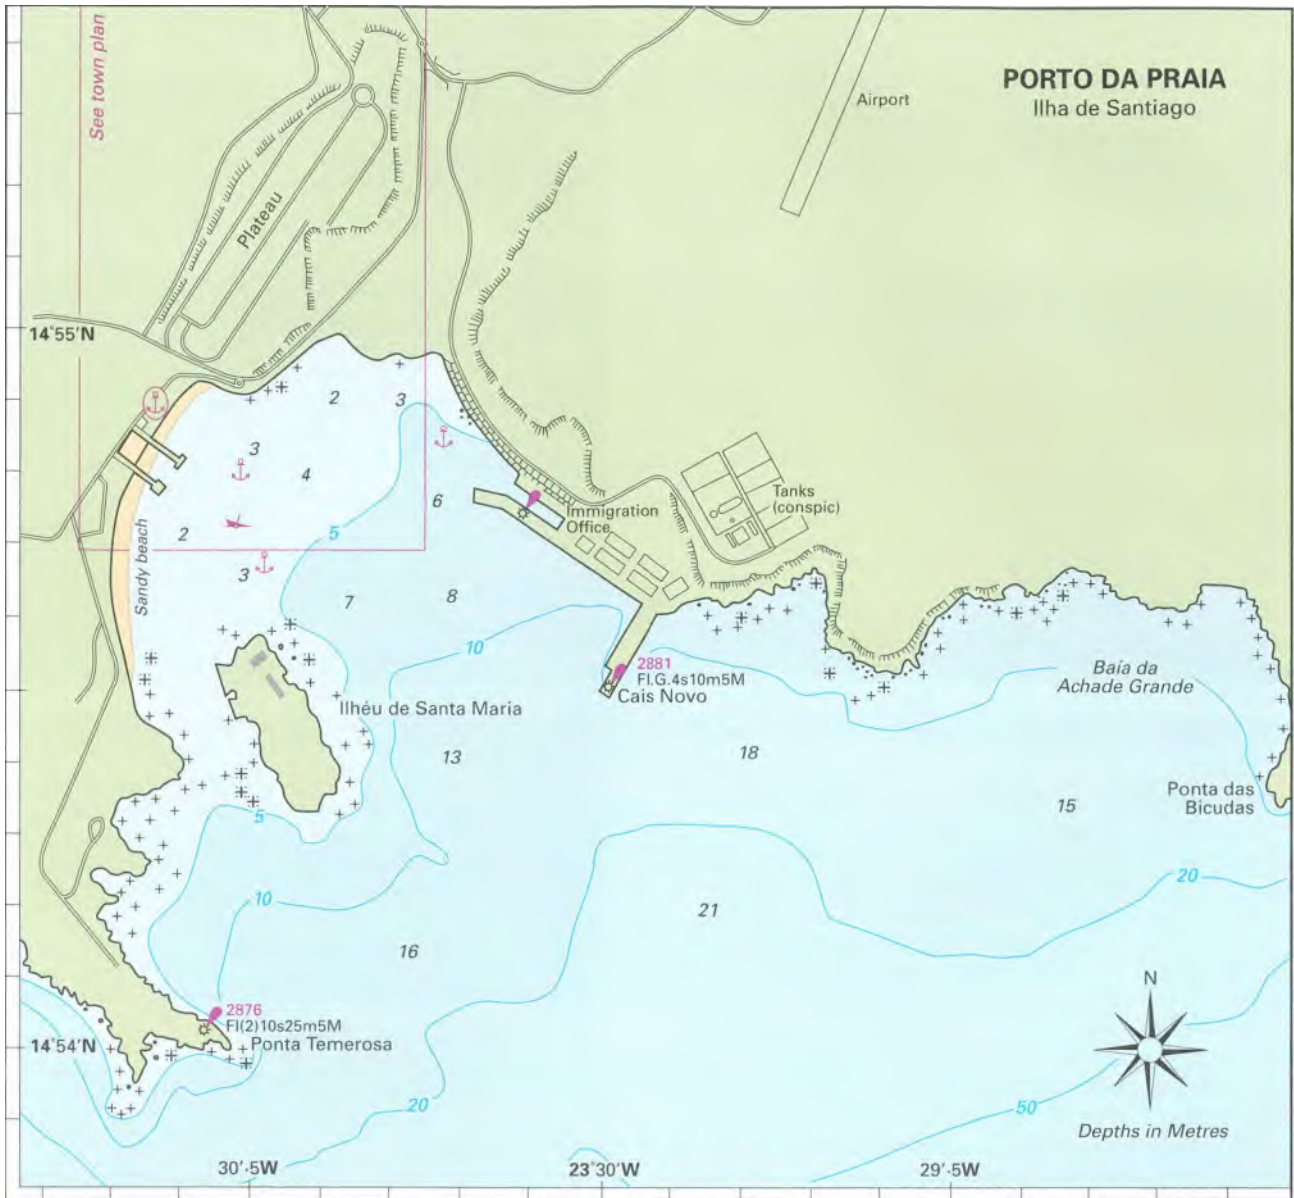 See town plan
PORTO DA PRAIA
Ilha de Santiago
Airport
Plateau
14°55'N
2
3
3
4
6
Tanks
(conspic)
Immigration
Office
2
5
Sandy beach
3
7
8
10
2881
Fl.G.4s10m5M
Cais Novo
Baía da
Achade Grande
Ilhéu de Santa Maria
13
18
15
Ponta das
Bicudas
5
20
10
21
16
N
2876
Fl(2)10s25m5M
Ponta Temerosa
14°54'N
20
50
Depths in Metres
30'·5W
23°30'W
29'·5W